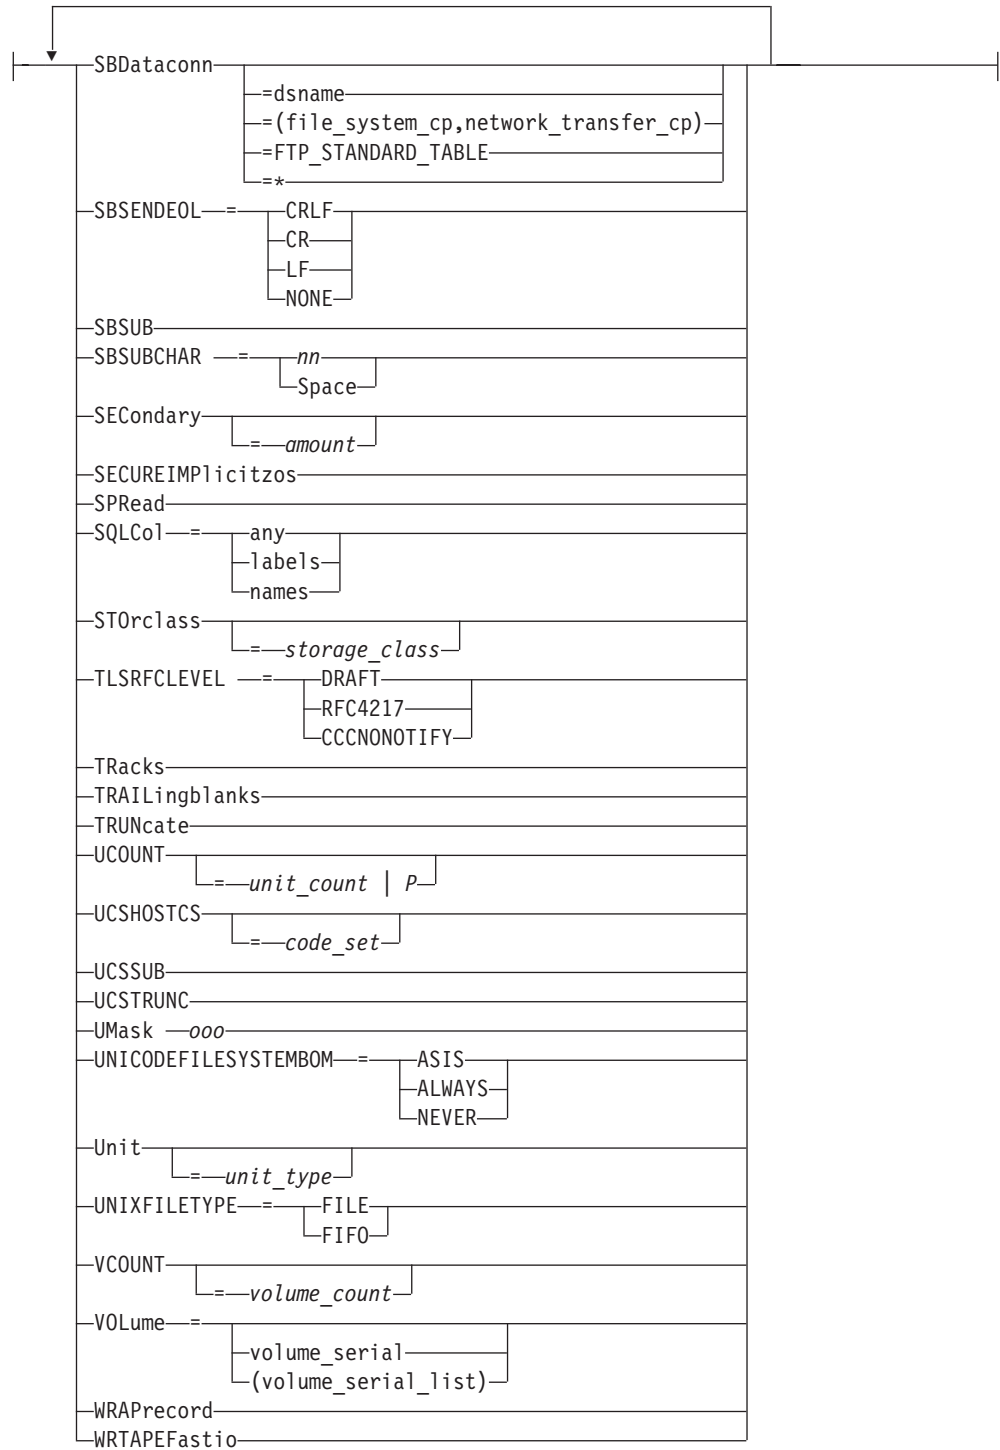 SBDataconn
=dsname
=(file_system_cp,network_transfer_cp)
=FTP_STANDARD_TABLE
=*
SBSENDEOL = CRLF
CR
LF
NONE
SBSUB
SBSUBCHAR = nn
Space
SECondary
= amount
SECUREIMPlicitzos
SPRead
SQLCol = any
labels
names
STOrclass
= storage_class
TLSRFCLEVEL = DRAFT
RFC4217
CCCNONOTIFY
TRacks
TRAILingblanks
TRUNcate
UCOUNT
= unit_count | P
UCSHOSTCS
= code_set
UCSSUB
UCSTRUNC
UMask ooo
UNICODEFILESYSTEMBOM = ASIS
ALWAYS
NEVER
Unit
= unit_type
UNIXFILETYPE = FILE
FIFO
VCOUNT
= volume_count
VOLume =
volume_serial
(volume_serial_list)
WRAPrecord
WRTAPEFastio